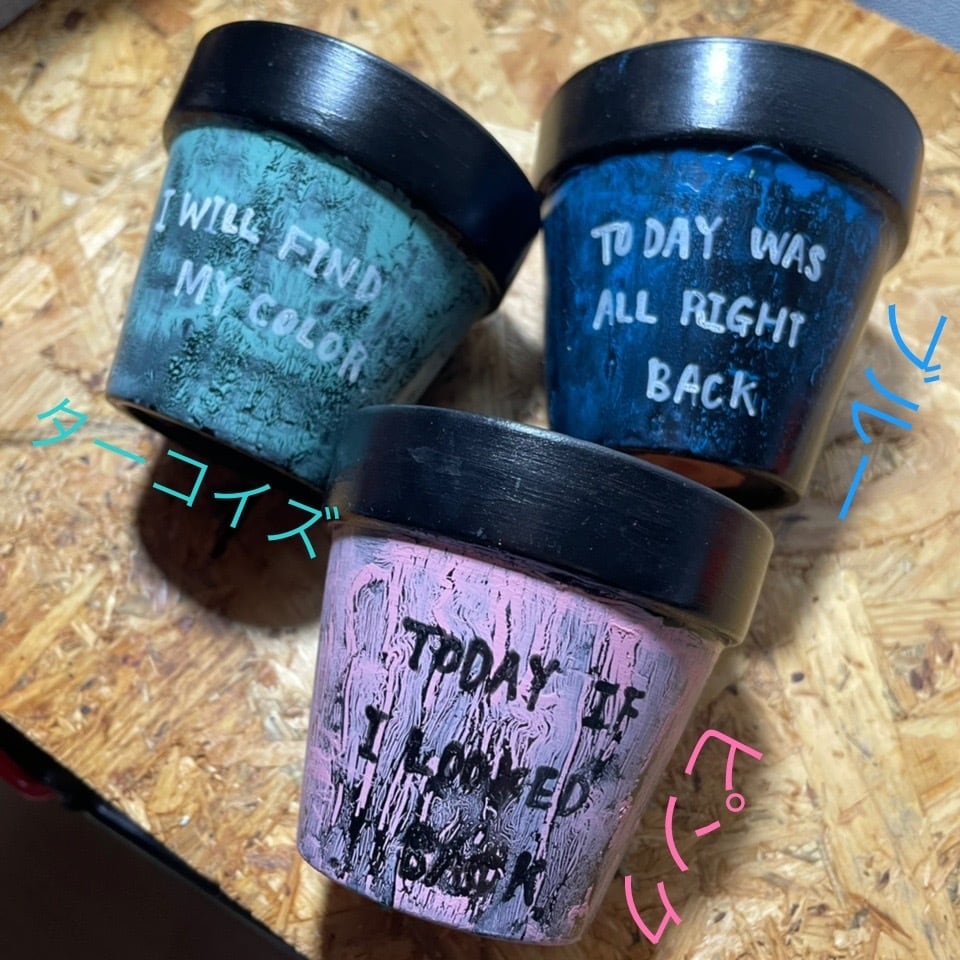 I WILL FIND
MY COLOR
ターコイズ
TODAY WAS
ALL RIGHT
BACK
ブルー
TODAY IF
I LOOKED
BACK
ピンク